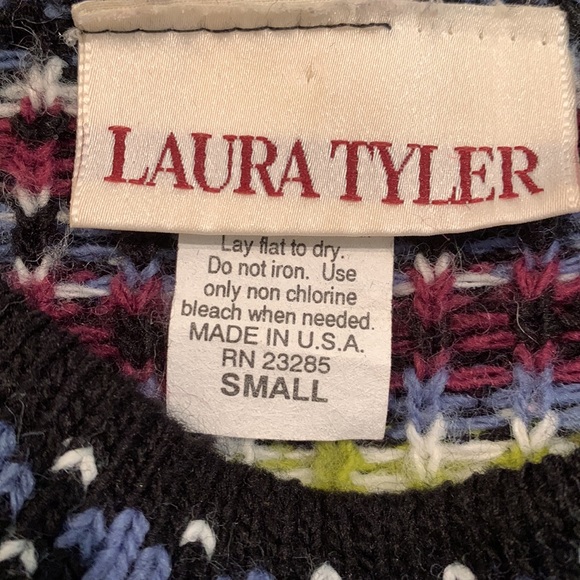 LAURA TYLER
Lay flat to dry.
Do not iron. Use
only non chlorine
bleach when needed.
MADE IN U.S.A.
RN 23285
SMALL